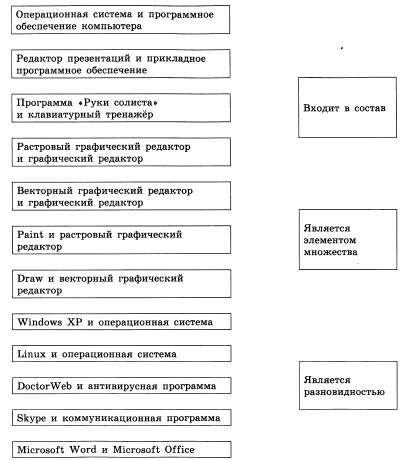 Операционная система и программное
обеспечение компьютера
Редактор презентаций и прикладное
программное обеспечение
Программа «Руки солиста»
и клавиатурный тренажёр
Растровый графический редактор
и графический редактор
Векторный графический редактор
и графический редактор
Paint и растровый графический
редактор
Draw и векторный графический
редактор
Windows XP и операционная система
Linux и операционная система
DoctorWeb и антивирусная программа
Skype и коммуникационная программа
Microsoft Word и Microsoft Office
Входит в состав
Является
элементом
множества
Является
разновидностью